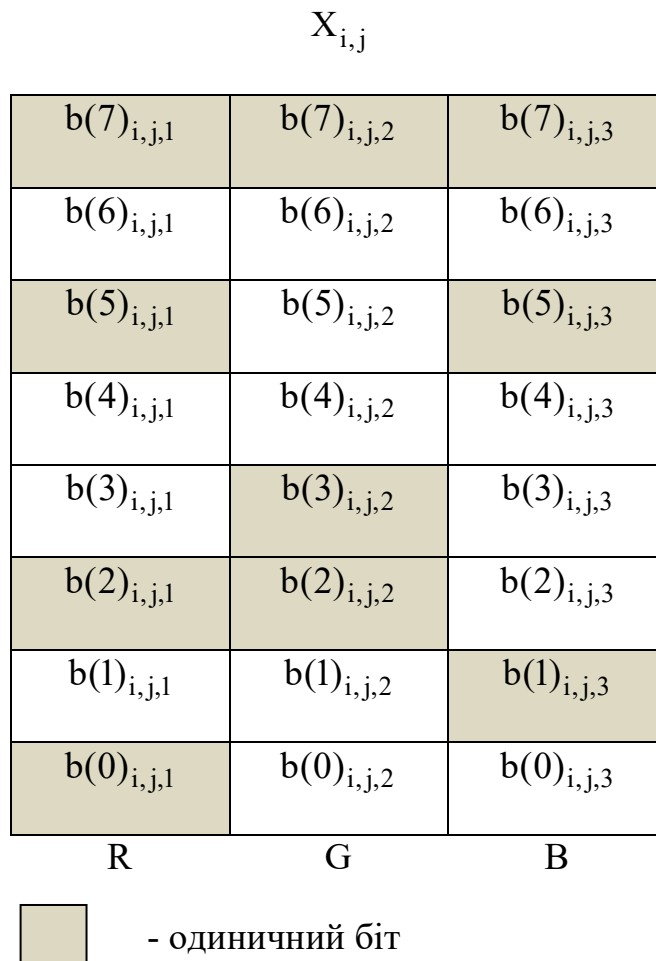 X_{i,j}
b(7)_{i,j,1} b(7)_{i,j,2} b(7)_{i,j,3}
b(6)_{i,j,1} b(6)_{i,j,2} b(6)_{i,j,3}
b(5)_{i,j,1} b(5)_{i,j,2} b(5)_{i,j,3}
b(4)_{i,j,1} b(4)_{i,j,2} b(4)_{i,j,3}
b(3)_{i,j,1} b(3)_{i,j,2} b(3)_{i,j,3}
b(2)_{i,j,1} b(2)_{i,j,2} b(2)_{i,j,3}
b(1)_{i,j,1} b(1)_{i,j,2} b(1)_{i,j,3}
b(0)_{i,j,1} b(0)_{i,j,2} b(0)_{i,j,3}
R G B
- одиничний біт